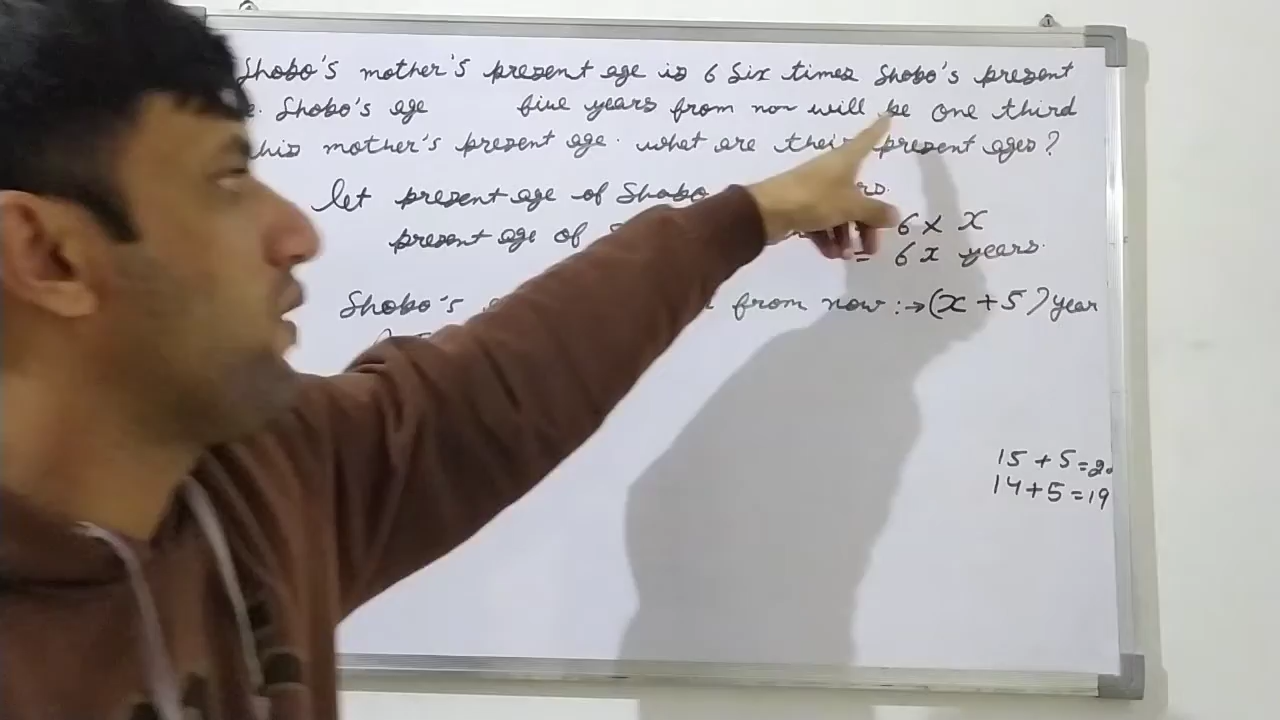 Shobo's mother's present age is 6 Six times Shobo's present
Shobo's age five years from now will be one third
his mother's present age. what are their present ages?
let present age of Shobo
present age of 6 × x
= 6x years.
Shobo's from now :→ (x + 5) year
15 + 5 = 20
14 + 5 = 19